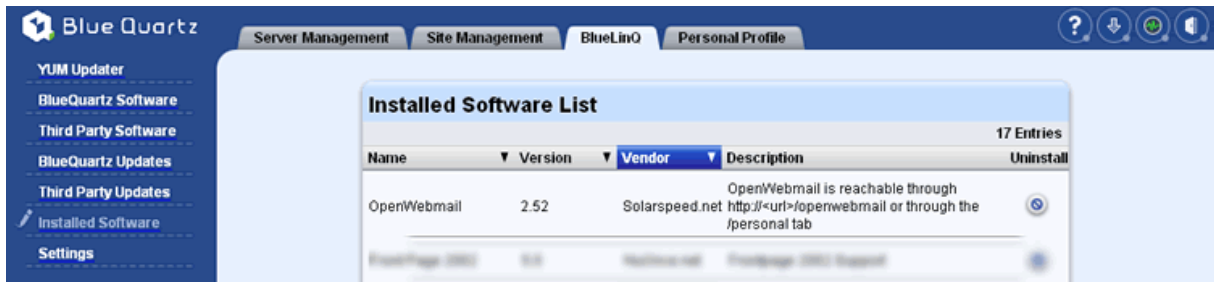 Blue Quartz
Server Management Site Management BlueLinQ Personal Profile
YUM Updater
BlueQuartz Software
Third Party Software
BlueQuartz Updates
Third Party Updates
Installed Software
Settings
Installed Software List
17 Entries
Name Version Vendor Description Uninstall
OpenWebmail is reachable through
OpenWebmail 2.52 Solarspeed.net http://<url>/openwebmail or through the
/personal tab